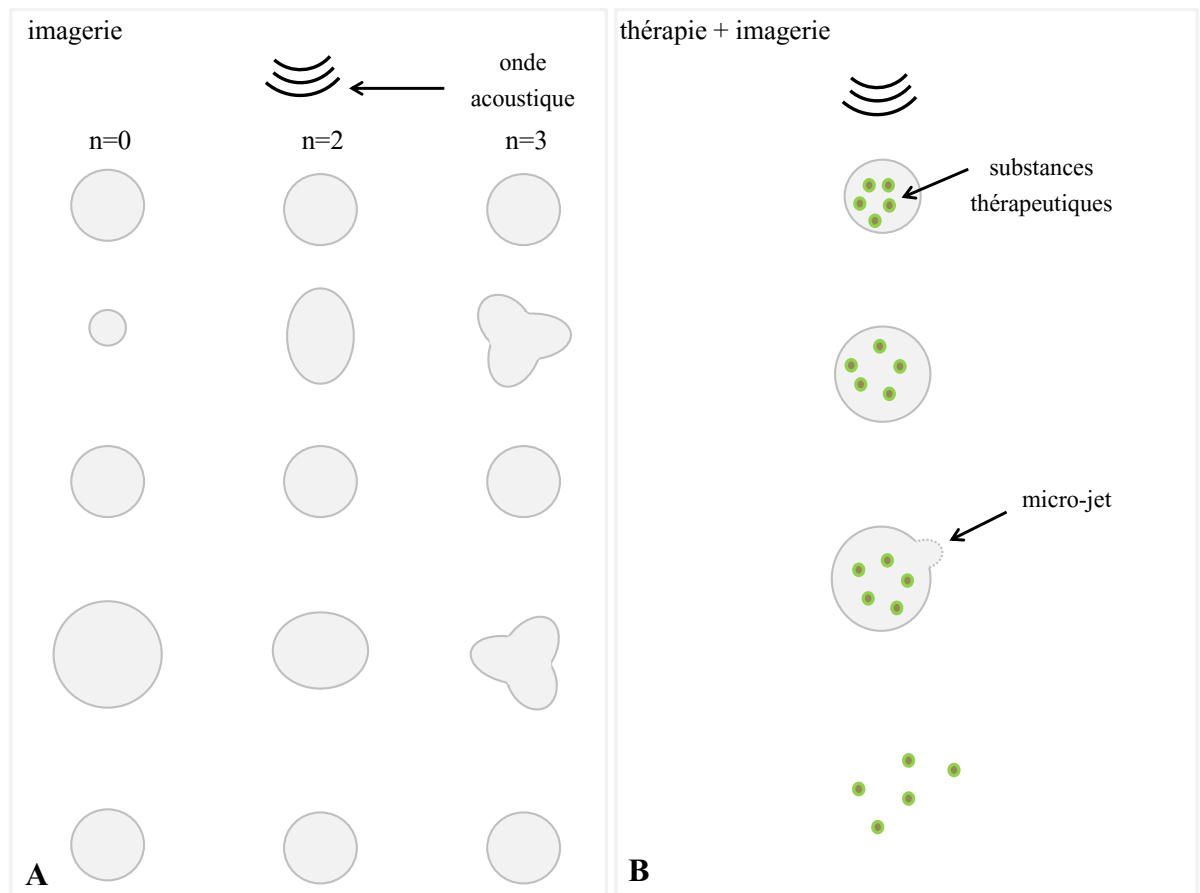 imagerie
onde
acoustique
n=0
n=2
n=3
A
thérapie + imagerie
substances
thérapeutiques
micro-jet
B